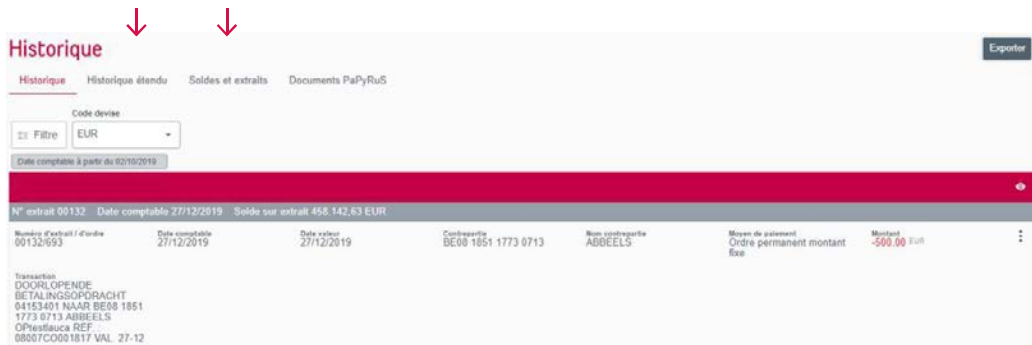 Historique
Exporter
Historique Historique étendu Soldes et extraits Documents PaPyRuS
Code devise
Filtre EUR
Date comptable à partir du 02/10/2019
N° extrait 00132 Date comptable 27/12/2019 Solde sur extrait 458.142,63 EUR
Numéro d'extrait / d'ordre Date comptable Date valeur Contrepartie Nom contrepartie Moyen de paiement Montant
00132/693 27/12/2019 27/12/2019 BE08 1851 1773 0713 ABBEELS Ordre permanent montant -500.00 EUR
fixe
Transaction
DOORLOPENDE
BETALINGSOPDRACHT
04153401 NAAR BE08 1851
1773 0713 ABBEELS
OPtestlauca REF. :
08007CO001817 VAL. 27-12